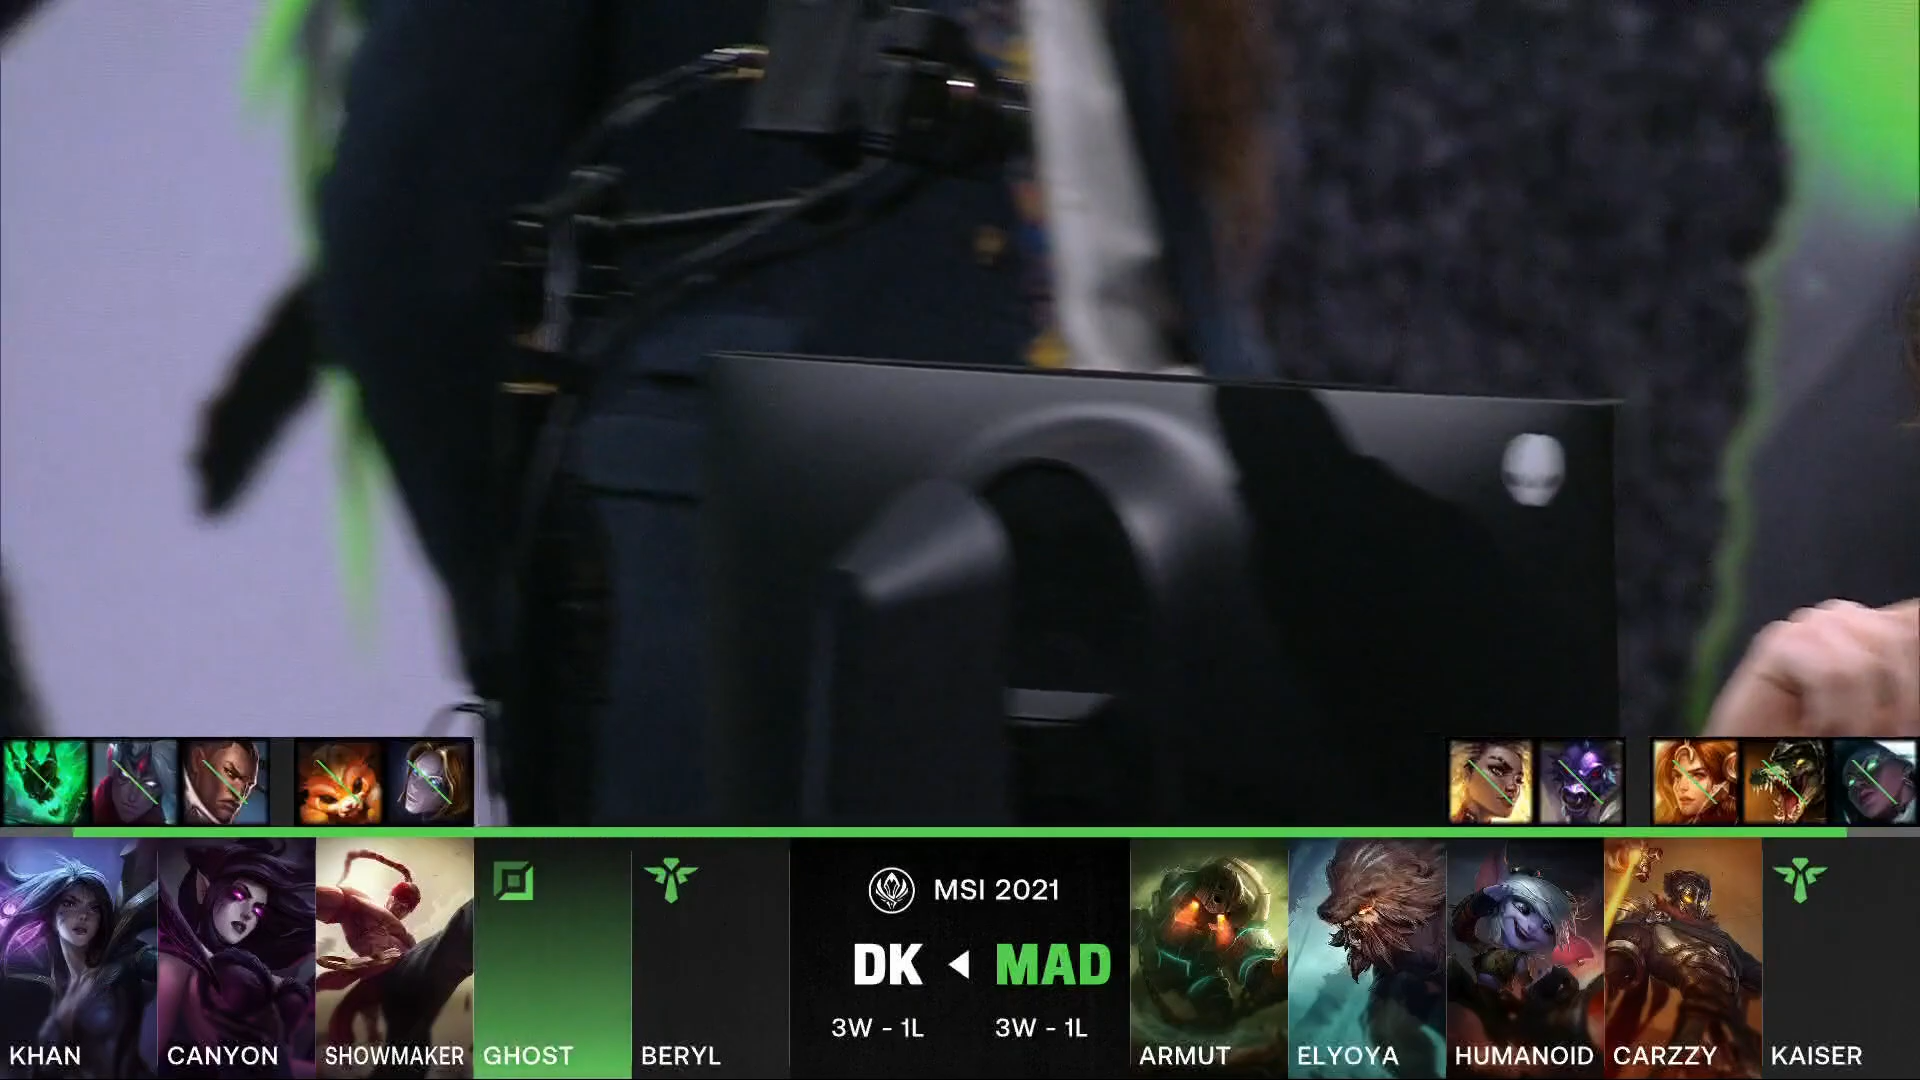 MSI 2021
DK MAD
3W - 1L 3W - 1L
KHAN CANYON SHOWMAKER GHOST BERYL ARMUT ELYOYA HUMANOID CARZZY KAISER